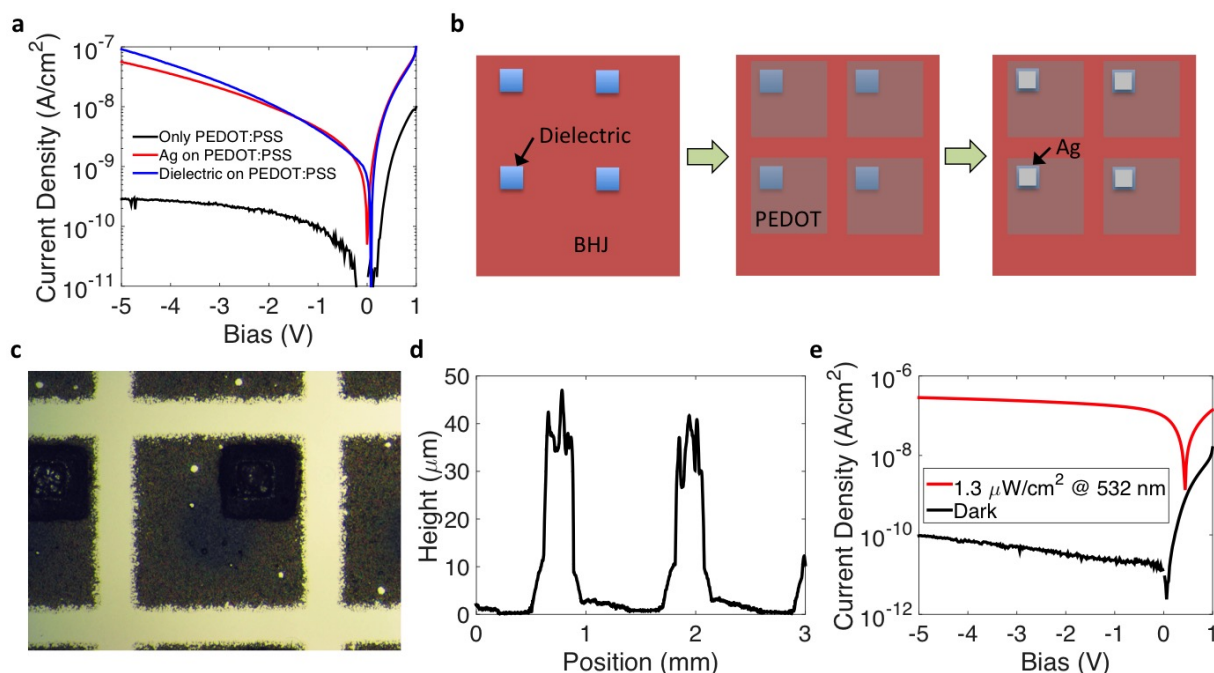 a
10⁻⁷
10⁻⁸
10⁻⁹
10⁻¹⁰
10⁻¹¹
Current Density (A/cm²)
Only PEDOT:PSS
Ag on PEDOT:PSS
Dielectric on PEDOT:PSS
-5 -4 -3 -2 -1 0 1
Bias (V)
b
Dielectric
BHJ
PEDOT
Ag
c
d
50
40
30
20
10
0
Height (μm)
0 1 2 3
Position (mm)
e
10⁻⁶
10⁻⁸
10⁻¹⁰
10⁻¹²
Current Density (A/cm²)
1.3 μW/cm² @ 532 nm
Dark
-5 -4 -3 -2 -1 0 1
Bias (V)